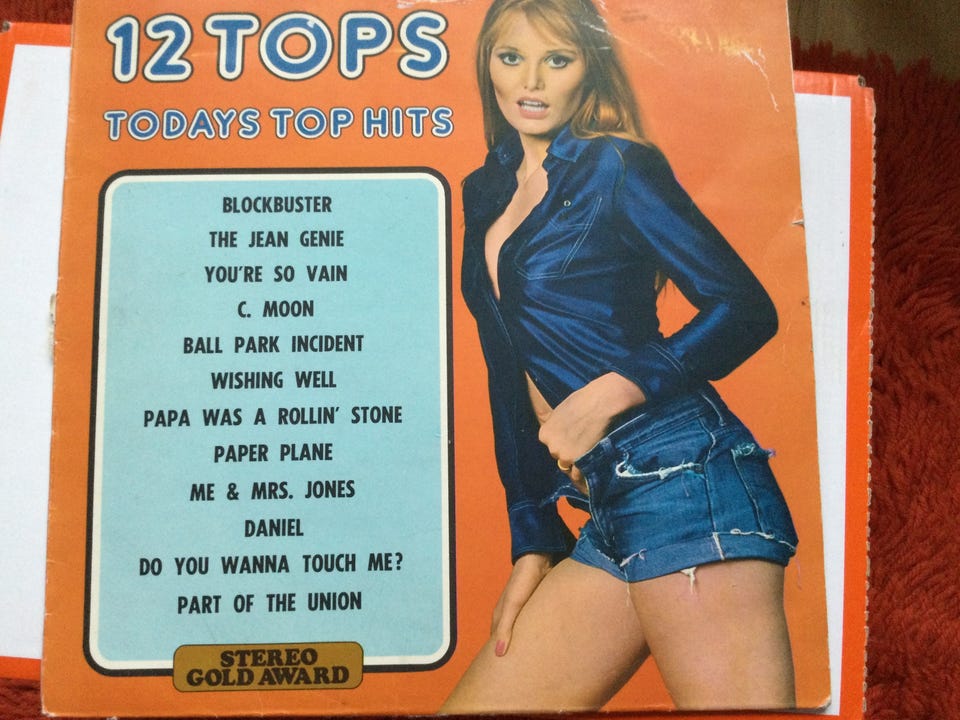 12 TOPS
TODAYS TOP HITS
BLOCKBUSTER
THE JEAN GENIE
YOU'RE SO VAIN
C. MOON
BALL PARK INCIDENT
WISHING WELL
PAPA WAS A ROLLIN' STONE
PAPER PLANE
ME & MRS. JONES
DANIEL
DO YOU WANNA TOUCH ME?
PART OF THE UNION
STEREO
GOLD AWARD